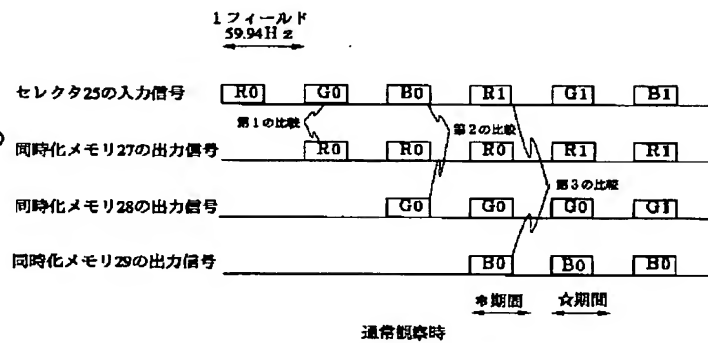 1フィールド
59.94Hz
セレクタ25の入力信号 R0 G0 B0 R1 G1 B1
第1の比較 第2の比較
同時化メモリ27の出力信号 R0 R0 R0 R1 R1
第3の比較
同時化メモリ28の出力信号 G0 G0 G0 G1
同時化メモリ29の出力信号 B0 B0 B0
*期間 ☆期間
通常観察時